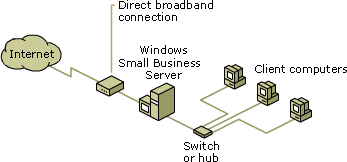 Direct broadband
connection
Internet
Windows
Small Business
Server
Client computers
Switch
or hub